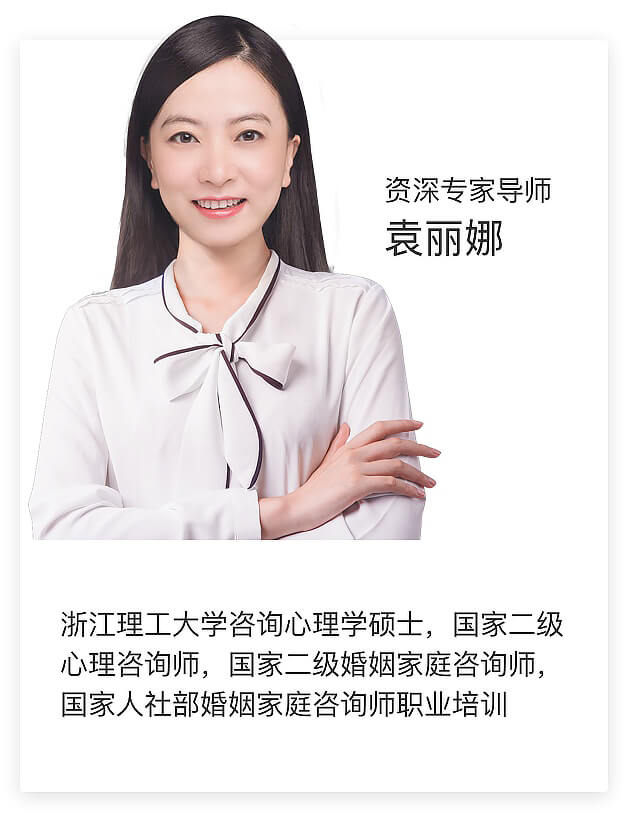 资深专家导师
袁丽娜
浙江理工大学咨询心理学硕士，国家二级
心理咨询师，国家二级婚姻家庭咨询师，
国家人社部婚姻家庭咨询师职业培训